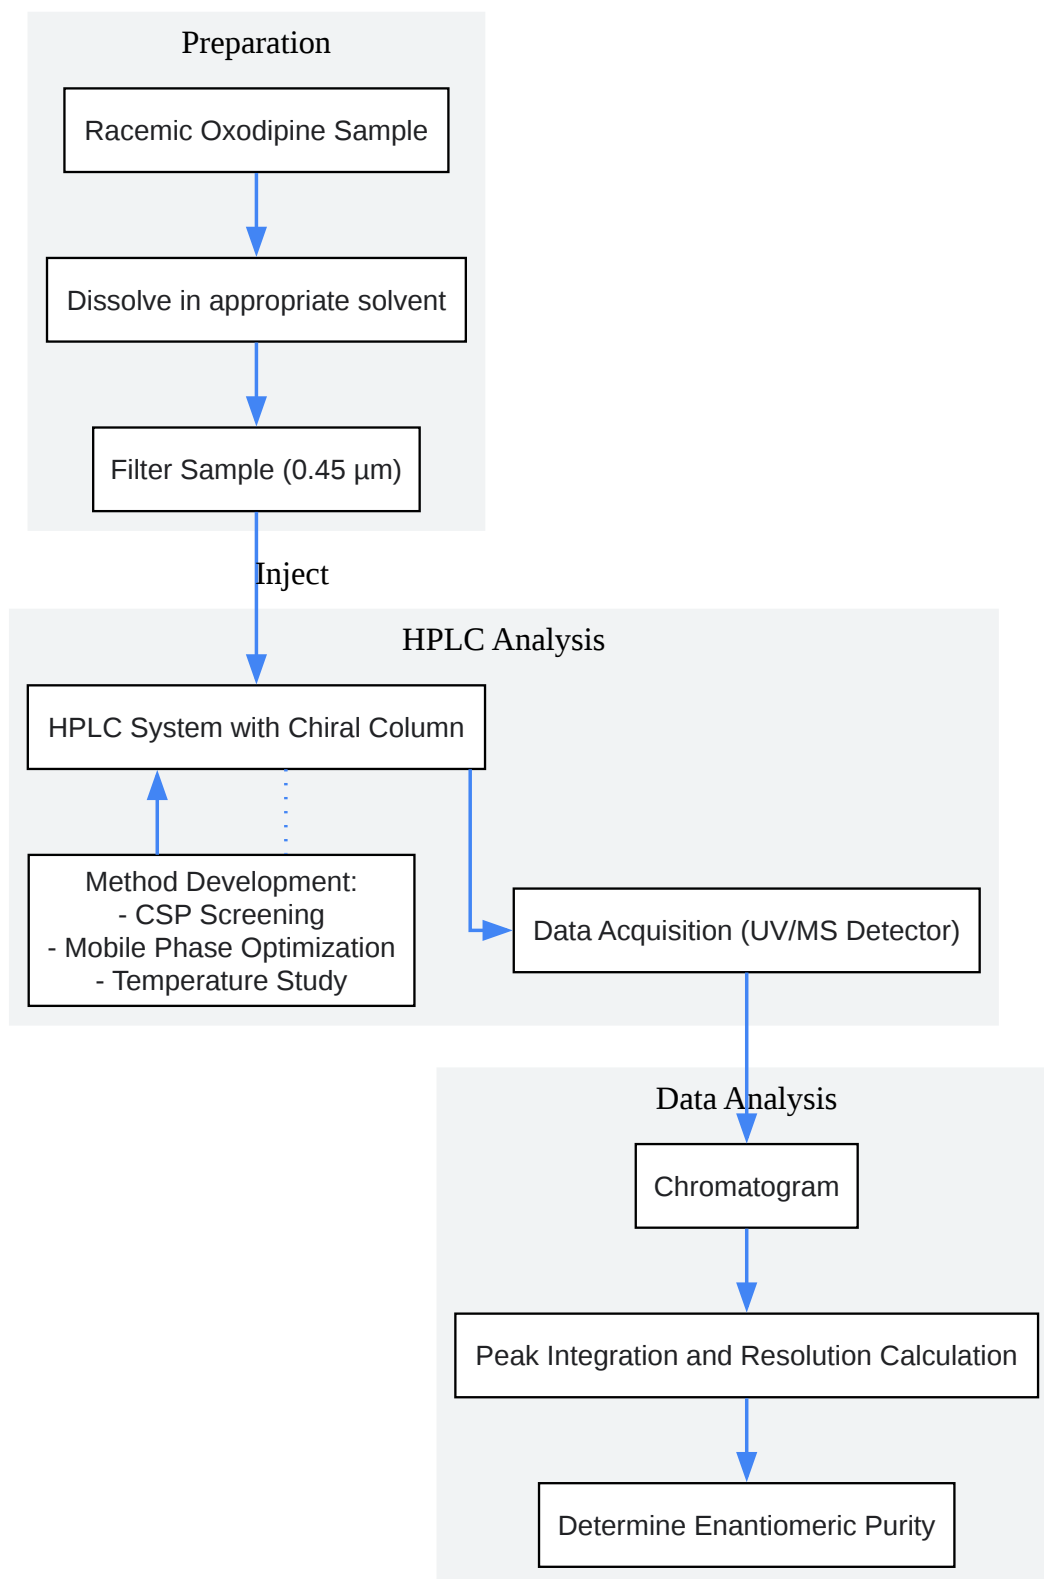 Preparation
Racemic Oxodipine Sample
Dissolve in appropriate solvent
Filter Sample (0.45 µm)
Inject
HPLC Analysis
HPLC System with Chiral Column
Method Development:
- CSP Screening
- Mobile Phase Optimization
- Temperature Study
Data Acquisition (UV/MS Detector)
Data Analysis
Chromatogram
Peak Integration and Resolution Calculation
Determine Enantiomeric Purity